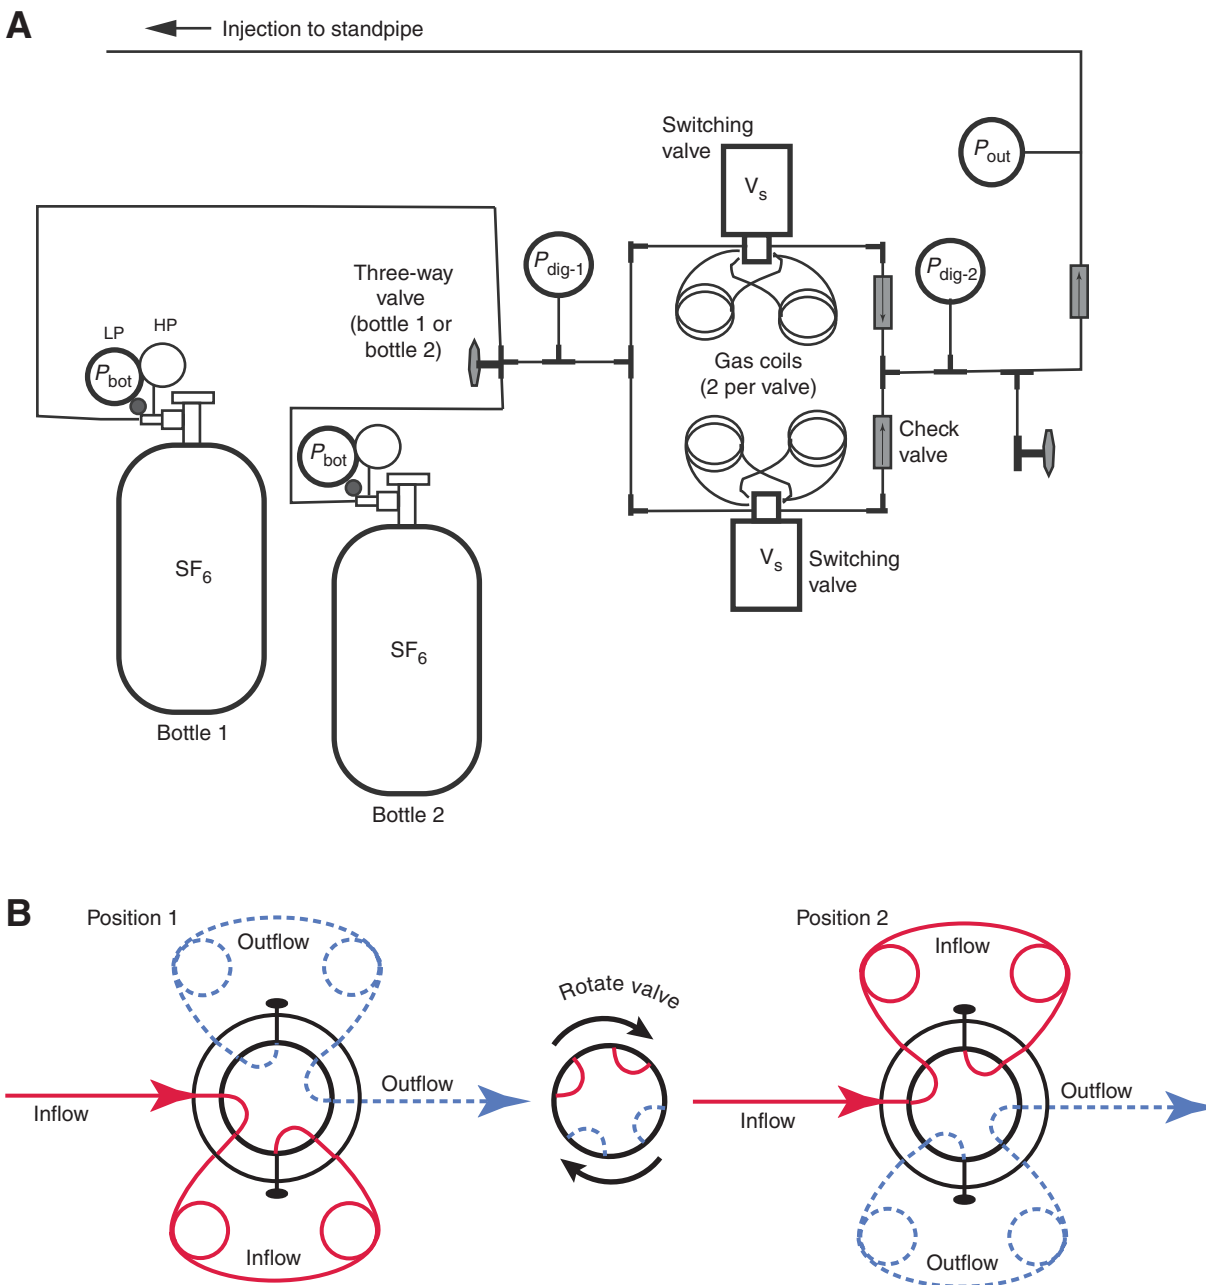 A
Injection to standpipe
Switching
valve
Vs
Pout
Three-way
valve
(bottle 1 or
bottle 2)
Pdig-1
Pdig-2
LP
HP
Pbot
Gas coils
(2 per valve)
Check
valve
Pbot
Vs
Switching
valve
SF6
SF6
Bottle 1
Bottle 2
B
Position 1
Outflow
Rotate valve
Inflow
Outflow
Inflow
Position 2
Inflow
Inflow
Outflow
Outflow